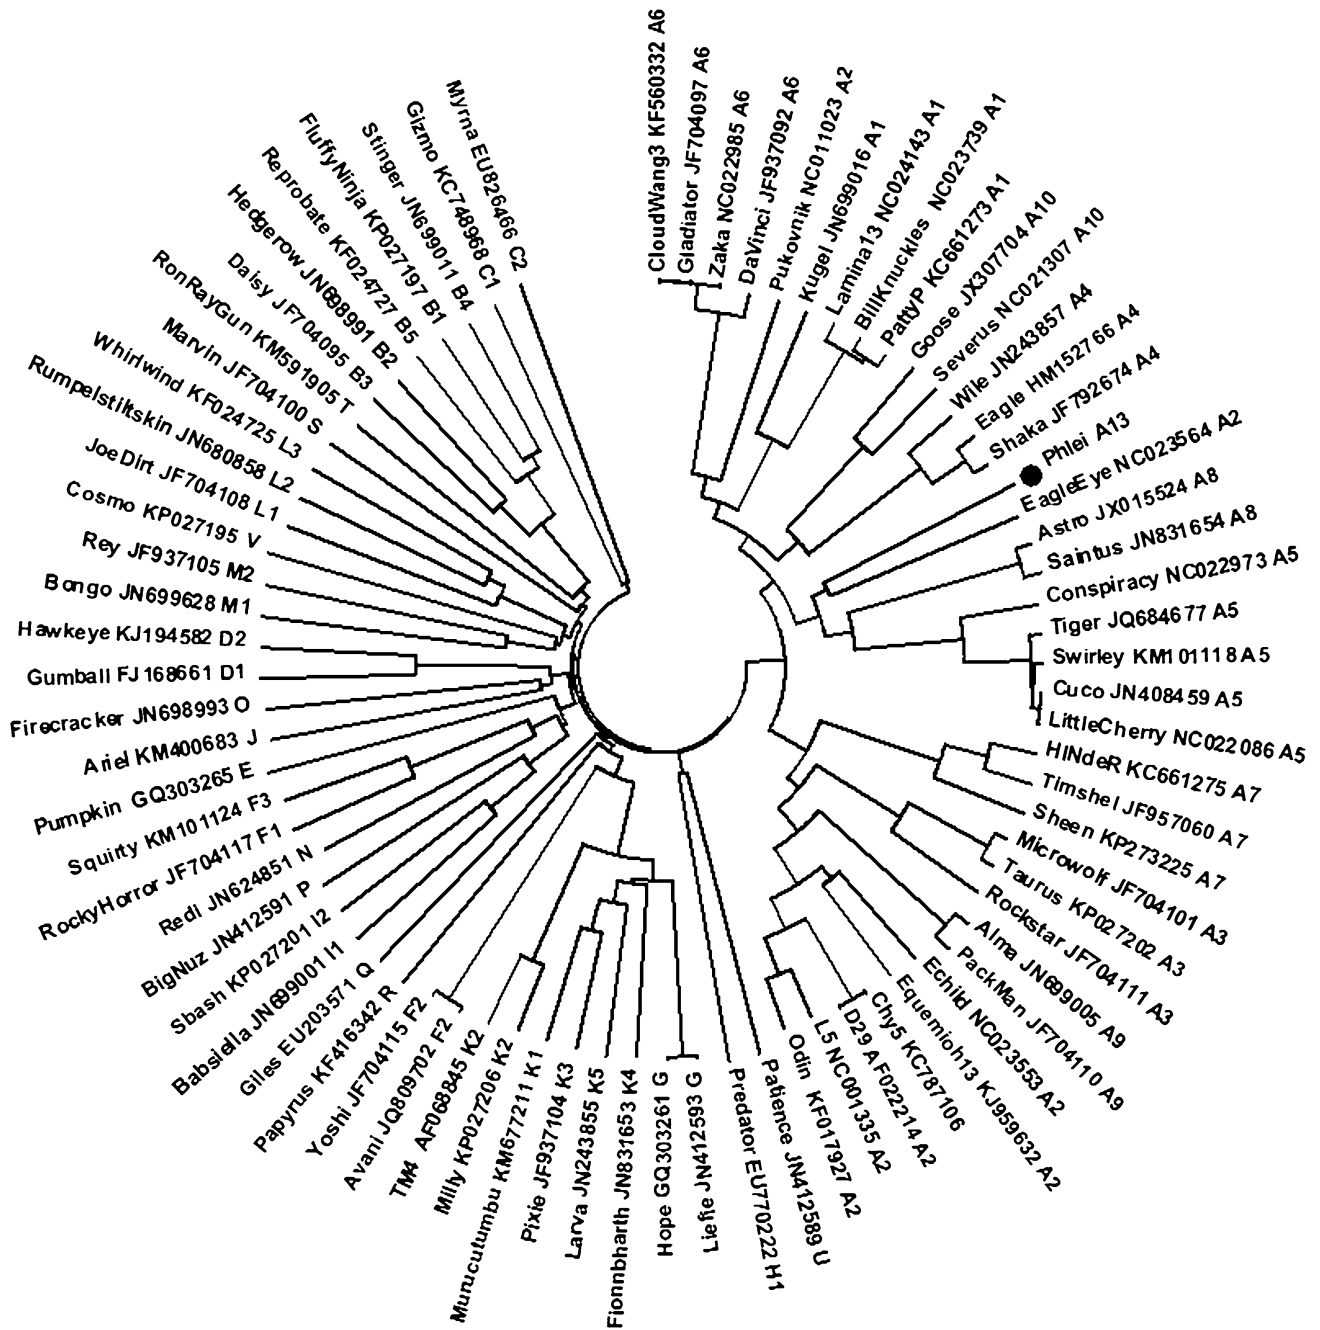 CloudWang3 KF560332 A6
Gladiator JF704097 A6
Zaka NC022985 A6
DaVinci JF937092 A6
Pukovnik NC011023 A2
Kugel JN699016 A1
Lamina13 NC024143 A1
BillKnuckles NC023739 A1
PattyP KC661273 A1
Goose JX307704 A10
Severus NC021307 A10
Wile JN243857 A4
Eagle HM152766 A4
Shaka JF792674 A4
Phlei A13
EagleEye NC023564 A2
Astro JX015524 A8
Saintus JN831654 A8
Conspiracy NC022973 A5
Tiger JQ684677 A5
Swirley KM101118 A5
Cuco JN408459 A5
LittleCherry NC022086 A5
HINdeR KC661275 A7
Timshel JF957060 A7
Sheen KP273225 A7
Microwolf JF704101 A3
Taurus KP027202 A3
Rockstar JF704111 A3
Alma JN699005 A9
PackMan JF704110 A9
Echild NC023553 A2
Equemioh13 KJ959632 A2
Chy5 KC787106
D29 AF022214 A2
L5 NC001335 A2
Odin KF017927 A2
Patience JN412589 U
Predator EU770222 H1
Liefie JN412593 G
Hope GQ303261 G
Fionnbharth JN831653 K4
Larva JN243855 K5
Pixie JF937104 K3
Murucutumbu KM677211 K1
Milly KP027206 K2
TM4 AF068845 K2
Avani JQ809702 F2
Yoshi JF704115 F2
Papyrus KF416342 R
Giles EU203571 Q
Babsiella JN699001 I1
Sbash KP027201 I2
BigNuz JN412591 P
Redi JN624851 N
RockyHorror JF704117 F1
Squirty KM101124 F3
Pumpkin GQ303265 E
Ariel KM400683 J
Firecracker JN698993 O
Gumball FJ168661 D1
Hawkeye KJ194582 D2
Bongo JN699628 M1
Rey JF937105 M2
Cosmo KP027195 V
JoeDirt JF704108 L1
Rumpelstiltskin JN680858 L2
Whirlwind KF024725 L3
Marvin JF704100 S
RonRayGun KM591905 T
Daisy JF704095 B3
Hedgerow JN698991 B2
Reprobate KF024727 B5
FluffyNinja KP027197 B1
Stinger JN699011 B4
Gizmo KC748968 C1
Myrna EU826466 C2